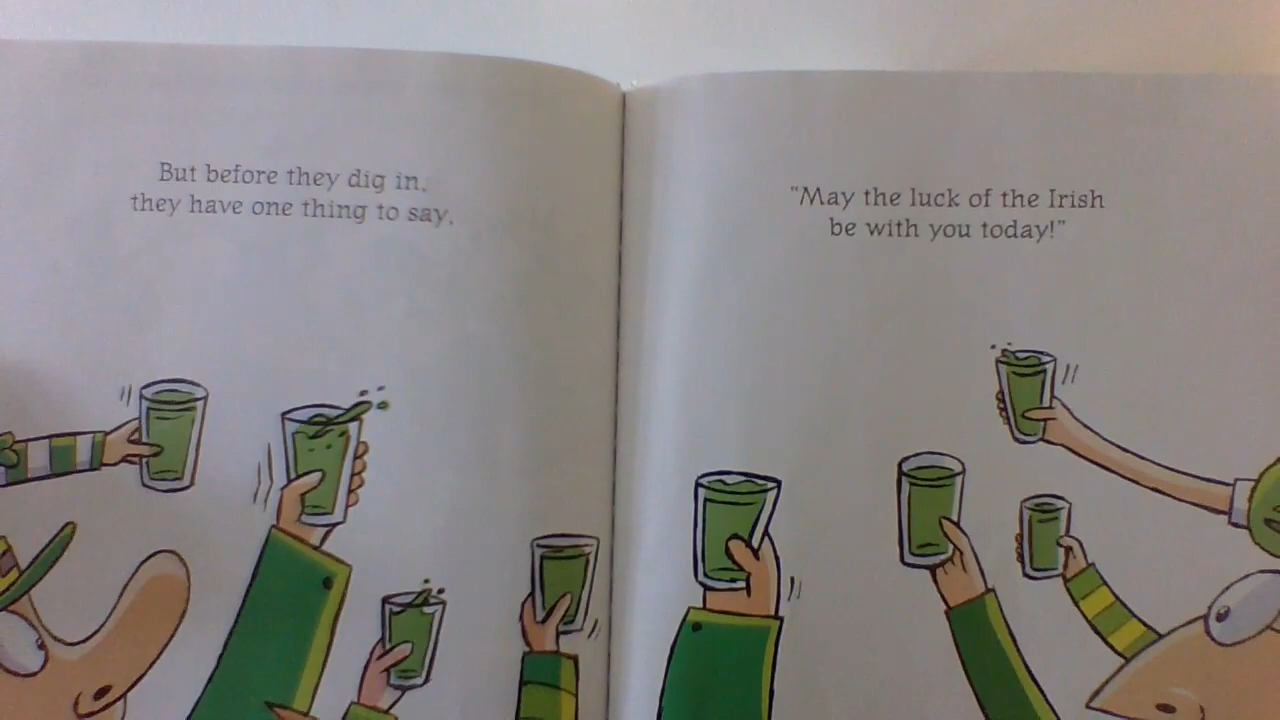 But before they dig in,
they have one thing to say,
"May the luck of the Irish
be with you today!"